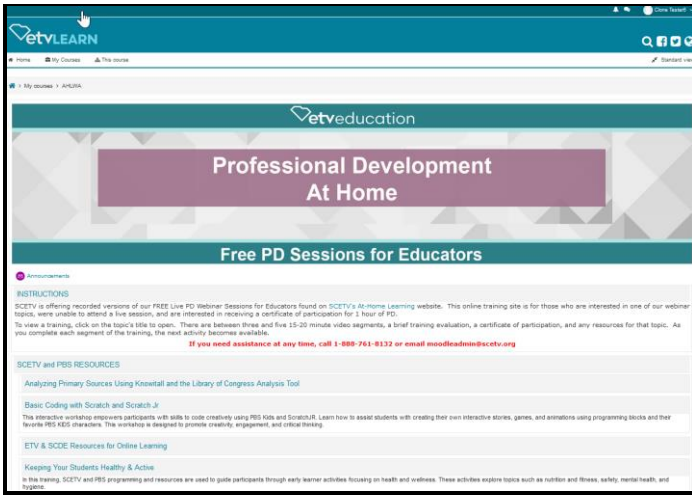 Clone Tester8
etvLEARN
Home My Courses This course Standard view
> My courses > AHLWA
etveducation
Professional Development
At Home
Free PD Sessions for Educators
Announcements
INSTRUCTIONS
SCETV is offering recorded versions of our FREE Live PD Webinar Sessions for Educators found on SCETV's At-Home Learning website. This online training site is for those who are interested in one of our webinar
topics, were unable to attend a live session, and are interested in receiving a certificate of participation for 1 hour of PD.
To view a training, click on the topic's title to open. There are between three and five 15-20 minute video segments, a brief training evaluation, a certificate of participation, and any resources for that topic. As
you complete each segment of the training, the next activity becomes available.
If you need assistance at any time, call 1-888-761-8132 or email moodleadmin@scetv.org
SCETV and PBS RESOURCES
Analyzing Primary Sources Using Knowitall and the Library of Congress Analysis Tool
Basic Coding with Scratch and Scratch Jr
This interactive workshop empowers participants with skills to code creatively using PBS Kids and ScratchJR. Learn how to assist students with creating their own interactive stories, games, and animations using programming blocks and their
favorite PBS KIDS characters. This workshop is designed to promote creativity, engagement, and critical thinking.
ETV & SCDE Resources for Online Learning
Keeping Your Students Healthy & Active
In this training, SCETV and PBS programming and resources are used to guide participants through early learner activities focusing on health and wellness. These activities explore topics such as nutrition and fitness, safety, mental health, and
hygiene.